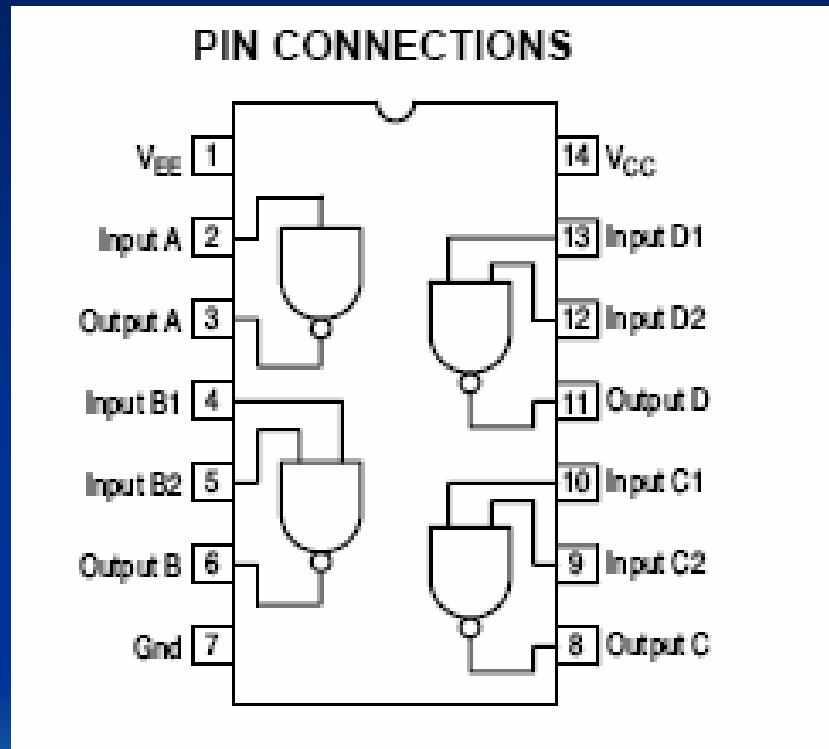 PIN CONNECTIONS
VEE 1
Input A 2
Output A 3
Input B1 4
Input B2 5
Output B 6
Gnd 7
14 VCC
13 Input D1
12 Input D2
11 Output D
10 Input C1
9 Input C2
8 Output C